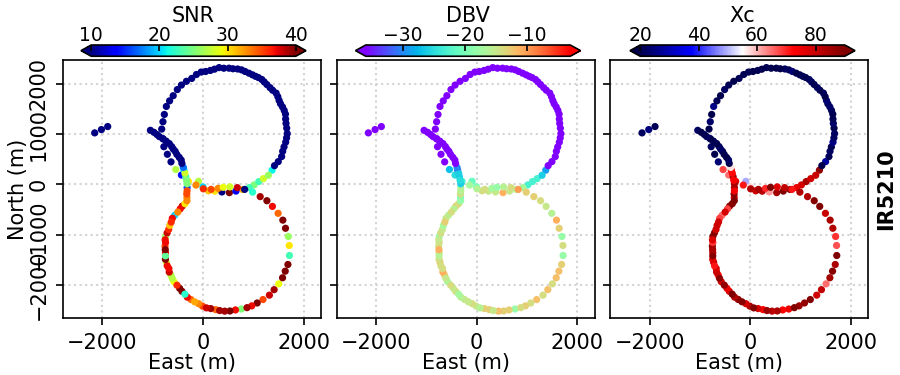 SNR DBV Xc
10 20 30 40 −30 −20 −10 20 40 60 80
North (m)
2000
1000
0
−1000
−2000
IR5210
−2000 0 2000 −2000 0 2000 −2000 0 2000
East (m) East (m) East (m)